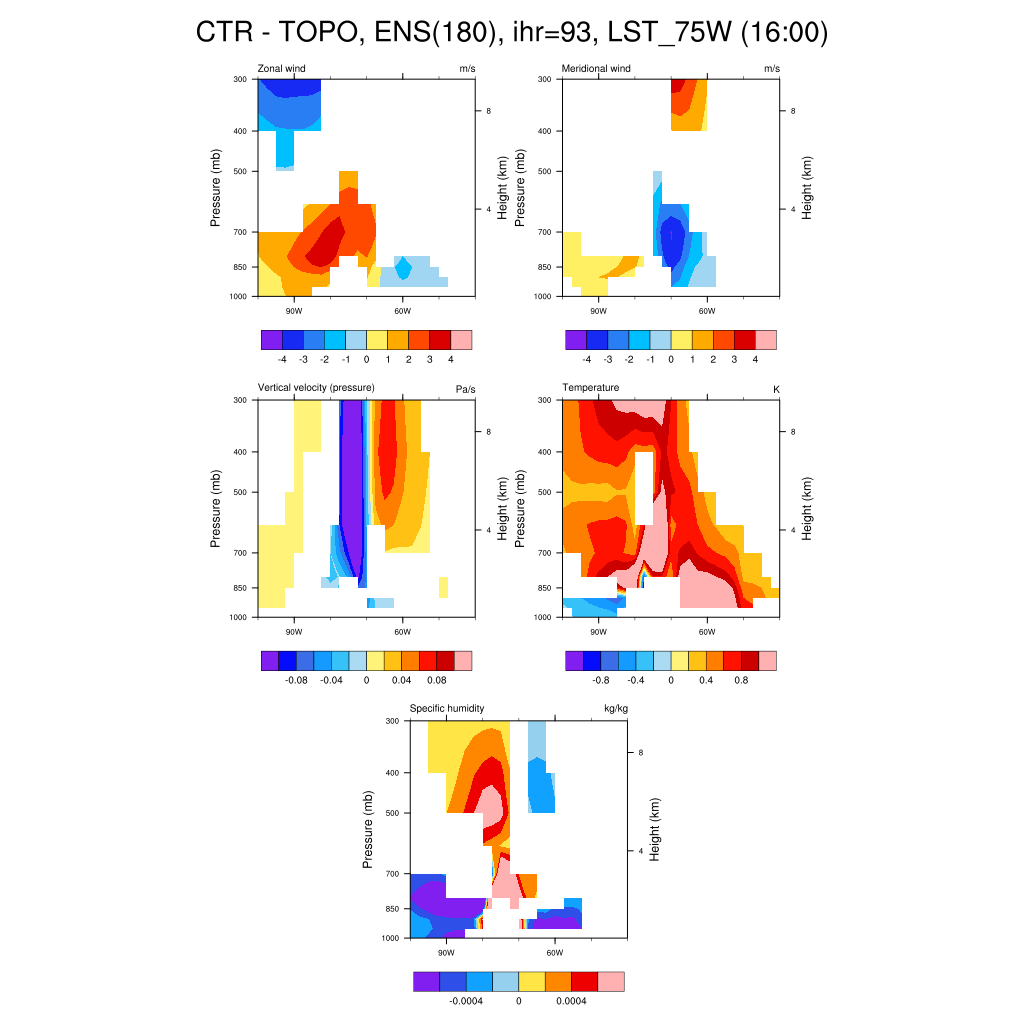 CTR - TOPO, ENS(180), ihr=93, LST_75W (16:00)
Zonal wind m/s
Pressure (mb)
300
400
500
700
850
1000
90W 60W
8
4
Height (km)
-4 -3 -2 -1 0 1 2 3 4
Meridional wind m/s
Pressure (mb)
300
400
500
700
850
1000
90W 60W
8
4
Height (km)
-4 -3 -2 -1 0 1 2 3 4
Vertical velocity (pressure) Pa/s
Pressure (mb)
300
400
500
700
850
1000
90W 60W
8
4
Height (km)
-0.08 -0.04 0 0.04 0.08
Temperature K
Pressure (mb)
300
400
500
700
850
1000
90W 60W
8
4
Height (km)
-0.8 -0.4 0 0.4 0.8
Specific humidity kg/kg
Pressure (mb)
300
400
500
700
850
1000
90W 60W
8
4
Height (km)
-0.0004 0 0.0004